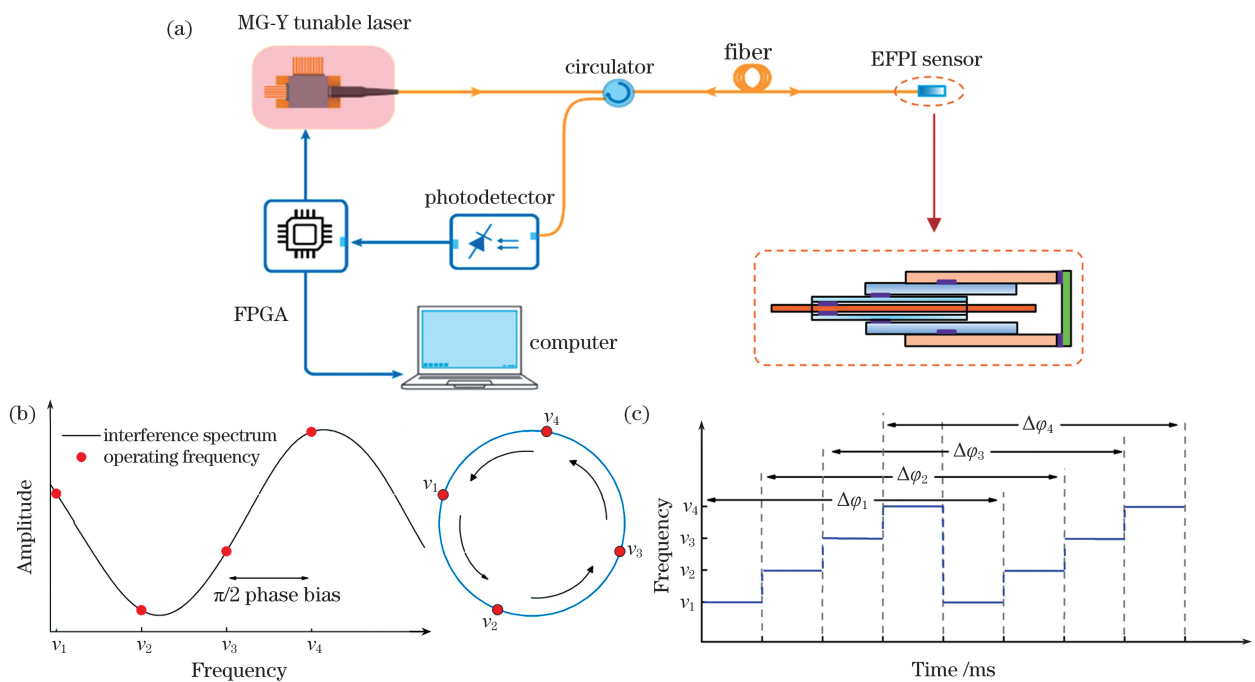 (a)
MG-Y tunable laser
circulator
fiber
EFPI sensor
photodetector
FPGA
computer
(b)
interference spectrum
operating frequency
Amplitude
π/2 phase bias
v₁ v₂ v₃ v₄
Frequency
v₄
v₁
v₃
v₂
(c)
Δφ₄
Δφ₃
Δφ₂
Δφ₁
Frequency
v₄
v₃
v₂
v₁
Time /ms